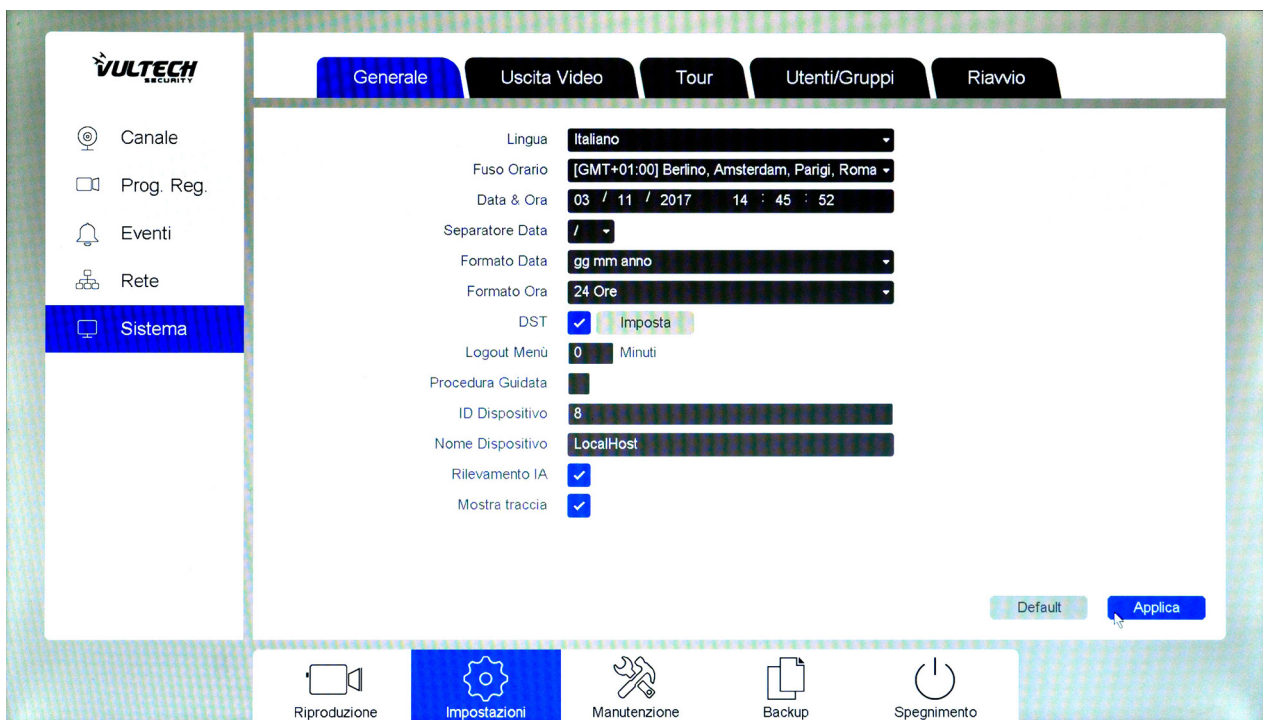 VULTECH
SECURITY
Generale Uscita Video Tour Utenti/Gruppi Riavvio
Canale
Prog. Reg.
Eventi
Rete
Sistema
Lingua Italiano
Fuso Orario [GMT+01:00] Berlino, Amsterdam, Parigi, Roma
Data & Ora 03 / 11 / 2017 14 : 45 : 52
Separatore Data /
Formato Data gg mm anno
Formato Ora 24 Ore
DST Imposta
Logout Menù 0 Minuti
Procedura Guidata
ID Dispositivo 8
Nome Dispositivo LocalHost
Rilevamento IA
Mostra traccia
Default Applica
Riproduzione Impostazioni Manutenzione Backup Spegnimento